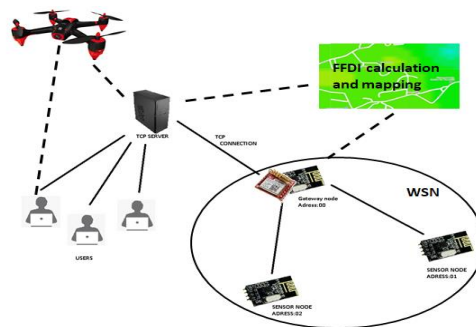 FFDI calculation
and mapping
TCP SERVER
TCP
CONNECTION
WSN
Gateway node
Adress:00
USERS
SENSOR NODE
ADRESS:01
SENSOR NODE
ADRESS:02